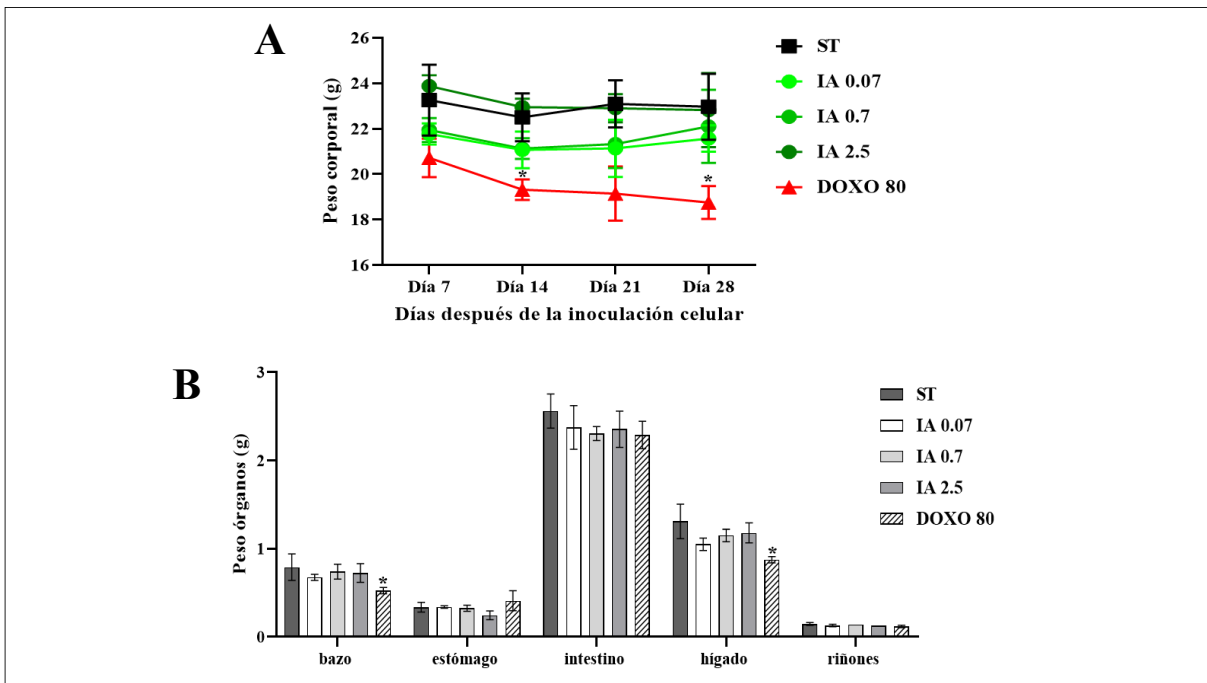 A
26
24
22
20
18
16
Peso corporal (g)
*
*
Día 7
Día 14
Día 21
Día 28
Días después de la inoculación celular
ST
IA 0.07
IA 0.7
IA 2.5
DOXO 80
B
3
2
1
0
Peso órganos (g)
*
*
bazo
estómago
intestino
hígado
riñones
ST
IA 0.07
IA 0.7
IA 2.5
DOXO 80